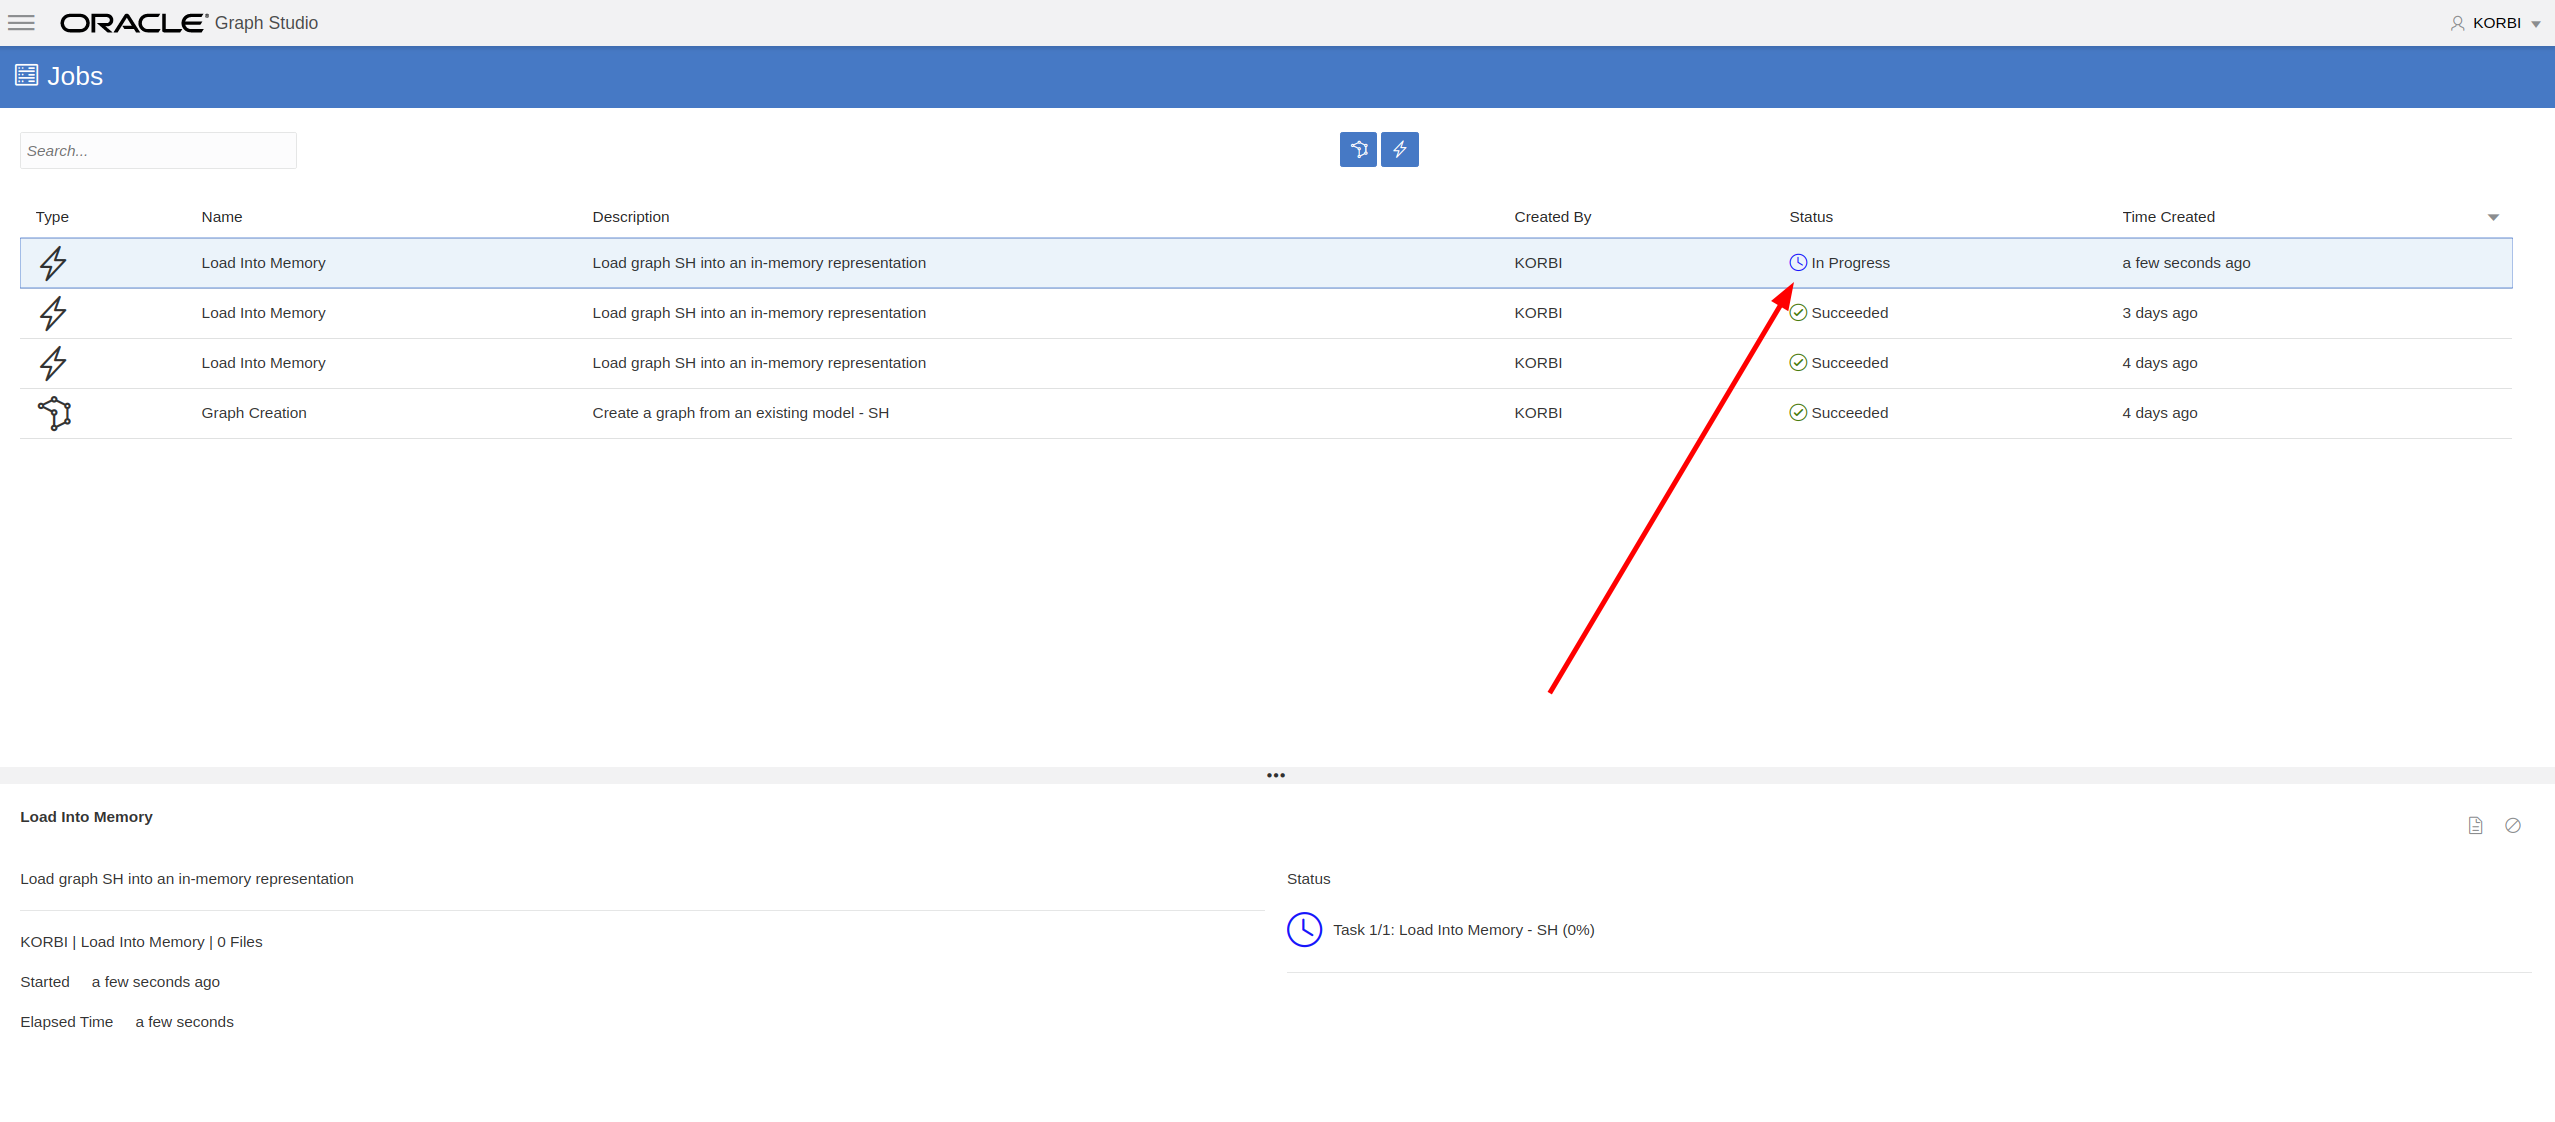 ORACLE® Graph Studio KORBI
Jobs
Search...
Type Name Description Created By Status Time Created
Load Into Memory Load graph SH into an in-memory representation KORBI In Progress a few seconds ago
Load Into Memory Load graph SH into an in-memory representation KORBI Succeeded 3 days ago
Load Into Memory Load graph SH into an in-memory representation KORBI Succeeded 4 days ago
Graph Creation Create a graph from an existing model - SH KORBI Succeeded 4 days ago
Load Into Memory
Load graph SH into an in-memory representation
KORBI | Load Into Memory | 0 Files
Started a few seconds ago
Elapsed Time a few seconds
Status
Task 1/1: Load Into Memory - SH (0%)